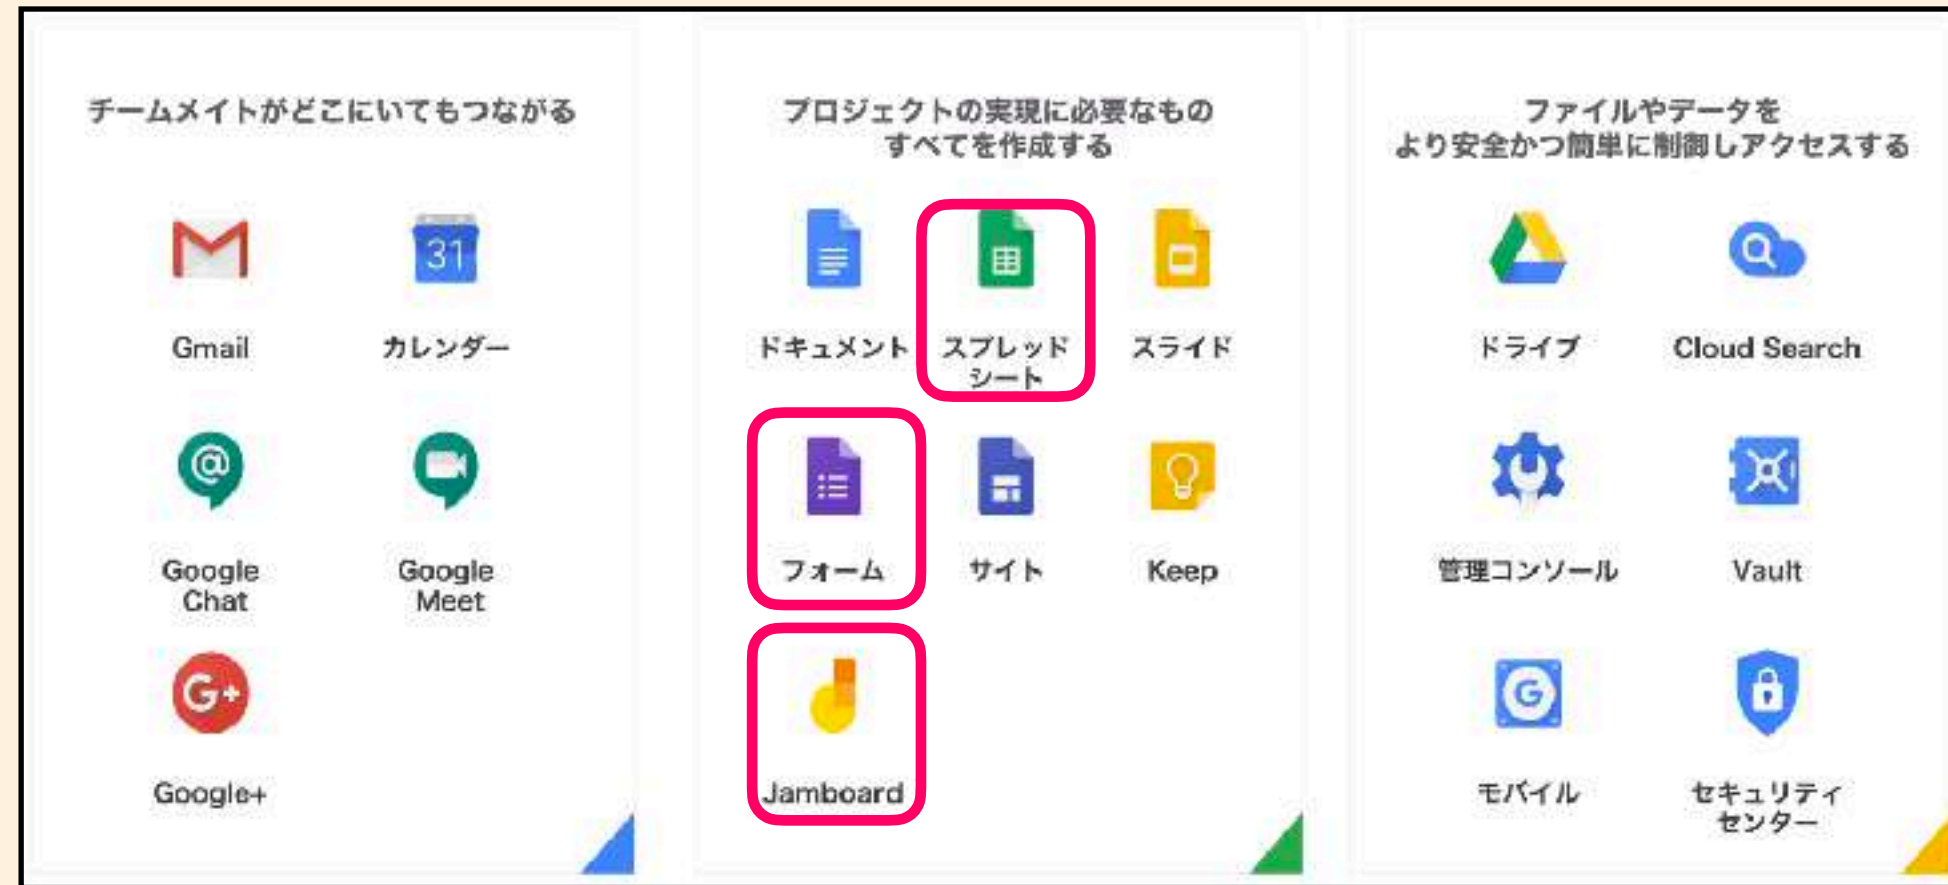 チームメイトがどこにいてもつながる
31
Gmail
カレンダー
@
Google
Chat
Google
Meet
G+
Google+
プロジェクトの実現に必要なもの
すべてを作成する
ドキュメント
スプレッド
シート
スライド
フォーム
サイト
Keep
Jamboard
ファイルやデータを
より安全かつ簡単に制御しアクセスする
ドライブ
Cloud Search
管理コンソール
Vault
G
モバイル
セキュリティ
センター